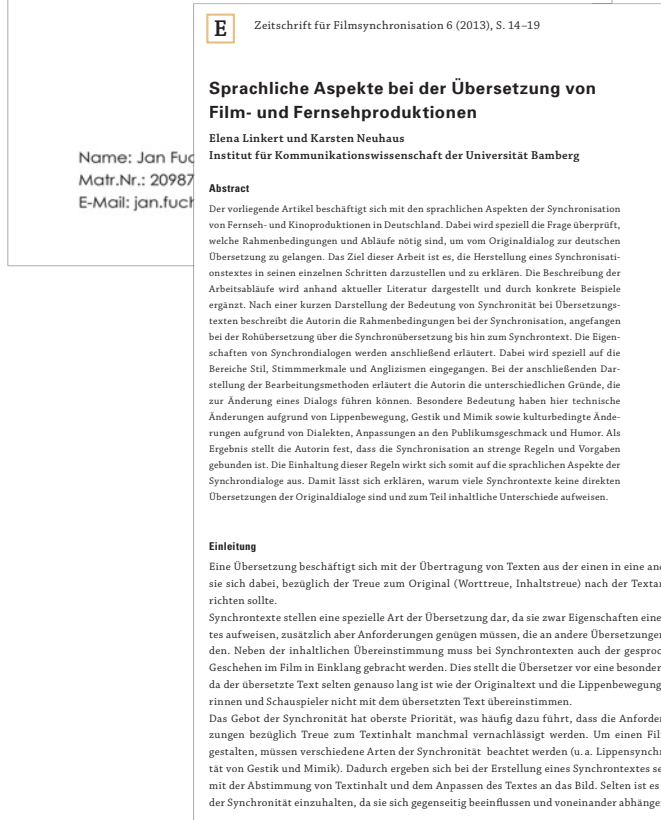 E
Zeitschrift für Filmsynchronisation 6 (2013), S. 14–19
Sprachliche Aspekte bei der Übersetzung von
Film- und Fernsehproduktionen
Elena Linkert und Karsten Neuhaus
Institut für Kommunikationswissenschaft der Universität Bamberg
Name: Jan Fuc
Matr.Nr.: 20987
E-Mail: jan.fuch
Abstract
Der vorliegende Artikel beschäftigt sich mit den sprachlichen Aspekten der Synchronisation
von Fernseh- und Kinoproduktionen in Deutschland. Dabei wird speziell die Frage überprüft,
welche Rahmenbedingungen und Abläufe nötig sind, um vom Originaldialog zur deutschen
Übersetzung zu gelangen. Das Ziel dieser Arbeit ist es, die Herstellung eines Synchronisati-
onstextes in seinen einzelnen Schritten darzustellen und zu erklären. Die Beschreibung der
Arbeitsabläufe wird anhand aktueller Literatur dargestellt und durch konkrete Beispiele
ergänzt. Nach einer kurzen Darstellung der Bedeutung von Synchronität bei Übersetzungs-
texten beschreibt die Autorin die Rahmenbedingungen bei der Synchronisation, angefangen
bei der Rohübersetzung über die Synchronübersetzung bis hin zum Synchrontext. Die Eigen-
schaften von Synchrondialogen werden anschließend erläutert. Dabei wird speziell auf die
Bereiche Stil, Stimmmerkmale und Anglizismen eingegangen. Bei der anschließenden Dar-
stellung der Bearbeitungsmethoden erläutert die Autorin die unterschiedlichen Gründe, die
zur Änderung eines Dialogs führen können. Besondere Bedeutung haben hier technische
Änderungen aufgrund von Lippenbewegung, Gestik und Mimik sowie kulturbedingte Ände-
rungen aufgrund von Dialekten, Anpassungen an den Publikumsgeschmack und Humor. Als
Ergebnis stellt die Autorin fest, dass die Synchronisation an strenge Regeln und Vorgaben
gebunden ist. Die Einhaltung dieser Regeln wirkt sich somit auf die sprachlichen Aspekte der
Synchrondialoge aus. Damit lässt sich erklären, warum viele Synchrontexte keine direkten
Übersetzungen der Originaldialoge sind und zum Teil inhaltliche Unterschiede aufweisen.
Einleitung
Eine Übersetzung beschäftigt sich mit der Übertragung von Texten aus der einen in eine and
sie sich dabei, bezüglich der Treue zum Original (Worttreue, Inhaltstreue) nach der Textar
richten sollte.
Synchrontexte stellen eine spezielle Art der Übersetzung dar, da sie zwar Eigenschaften eine
tes aufweisen, zusätzlich aber Anforderungen genügen müssen, die an andere Übersetzungen
den. Neben der inhaltlichen Übereinstimmung muss bei Synchrontexten auch der gesproc
Geschehen im Film in Einklang gebracht werden. Dies stellt die Übersetzer vor eine besonder
da der übersetzte Text selten genauso lang ist wie der Originaltext und die Lippenbewegung
rinnen und Schauspieler nicht mit dem übersetzten Text übereinstimmen.
Das Gebot der Synchronität hat oberste Priorität, was häufig dazu führt, dass die Anforder
zungen bezüglich Treue zum Textinhalt manchmal vernachlässigt werden. Um einen Fil
gestalten, müssen verschiedene Arten der Synchronität beachtet werden (u. a. Lippensynchr
tät von Gestik und Mimik). Dadurch ergeben sich bei der Erstellung eines Synchrontextes se
mit der Abstimmung von Textinhalt und dem Anpassen des Textes an das Bild. Selten ist es
der Synchronität einzuhalten, da sie sich gegenseitig beeinflussen und voneinander abhänge